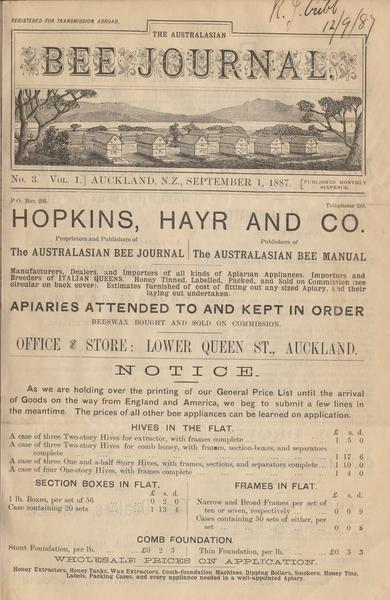 REGISTERED FOR TRANSMISSION ABROAD.
12/9/87
THE AUSTRALASIAN
BEE JOURNAL
No. 3. VOL. 1.] AUCKLAND, N.Z., SEPTEMBER 1, 1887. [PUBLISHED MONTHLY SIXPENCE.
P.O. Box 293.
HOPKINS, HAYR AND CO.
Proprietors and Publishers of
The AUSTRALASIAN BEE JOURNAL
Publishers of
The AUSTRALASIAN BEE MANUAL
Manufacturers, Dealers, and Importers of all kinds of Apiarian Appliances. Importers and
Breeders of ITALIAN QUEENS. Honey Tinned, Labelled, Packed, and Sold on Commission (see
circular on back cover). Estimates furnished of cost of fitting out any sized Apiary, and their
laying out undertaken.
APIARIES ATTENDED TO AND KEPT IN ORDER
BEESWAX BOUGHT AND SOLD ON COMMISSION.
OFFICE & STORE: LOWER QUEEN ST., AUCKLAND.
NOTICE.
As we are holding over the printing of our General Price List until the arrival
of Goods on the way from England and America, we beg to submit a few lines in
the meantime. The prices of all other bee appliances can be learned on application.
HIVES IN THE FLAT.
£ s. d.
A case of three Two-story Hives for extractor, with frames complete ... 1 5 0
A case of three Two-story Hives for comb honey, with frames, section-boxes, and separators
complete ... 1 17 6
A case of three One and a-half Story Hives, with frames, sections, and separators complete... 1 10 0
A case of four One-story Hives, with frames complete ... 1 4 0
SECTION BOXES IN FLAT.
£ s. d.
1 lb. Boxes, per set of 56 0 2 0
Case containing 20 sets 1 13 4
FRAMES IN FLAT.
£ s. d.
Narrow and Broad Frames per set of
ten or seven, respectively ... 0 0 9
Cases containing 50 sets of either, per
set ... 0 0 8
COMB FOUNDATION.
Stout Foundation, per lb. ... £0 2 3
Thin Foundation, per lb. ... £0 3 3
WHOLESALE PRICES ON APPLICATION.
Honey Extractors, Honey Tanks, Wax Extractors, Comb-foundation Machines, Dipping Boilers, Smokers, Honey Tins,
Labels, Packing Cases, and every appliance needed in a well-appointed Apiary.